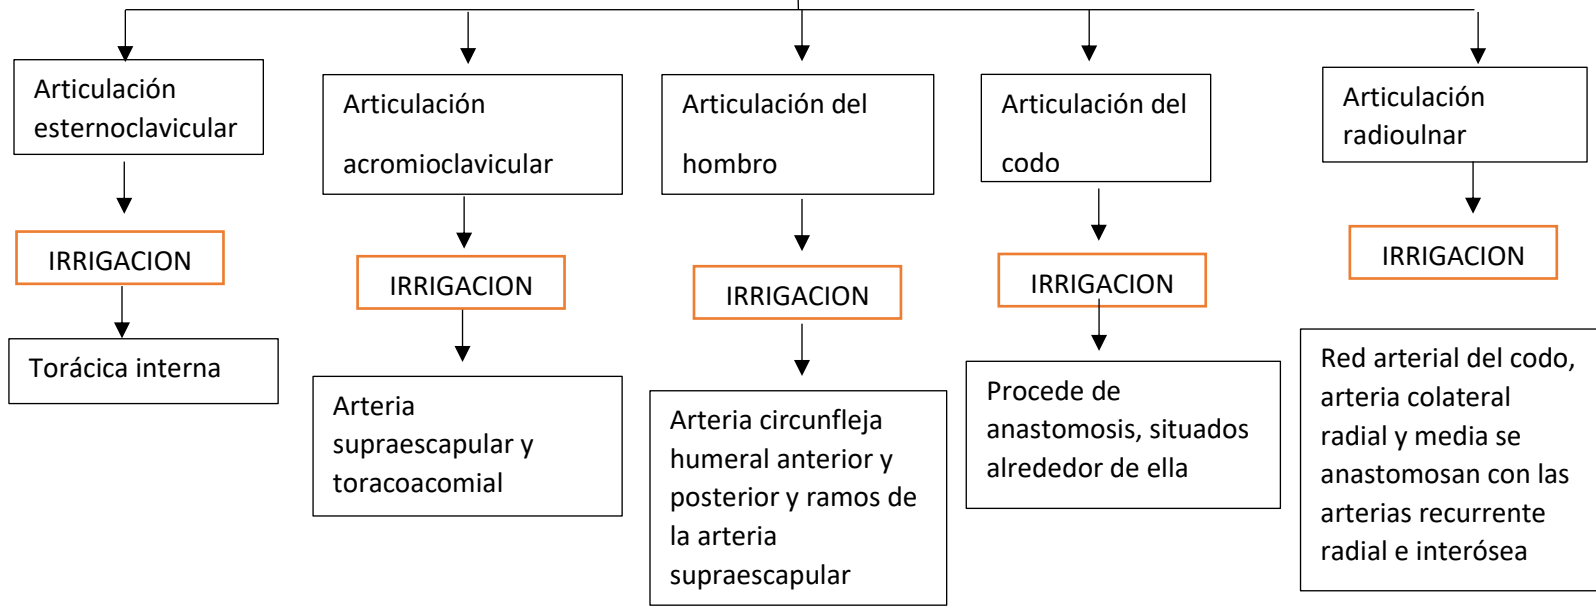 Articulación
esternoclavicular
IRRIGACION
Torácica interna
Articulación
acromioclavicular
IRRIGACION
Arteria
supraescapular y
toracoacomial
Articulación del
hombro
IRRIGACION
Arteria circunfleja
humeral anterior y
posterior y ramos de
la arteria
supraescapular
Articulación del
codo
IRRIGACION
Procede de
anastomosis, situados
alrededor de ella
Articulación
radioulnar
IRRIGACION
Red arterial del codo,
arteria colateral
radial y media se
anastomosan con las
arterias recurrente
radial e interósea